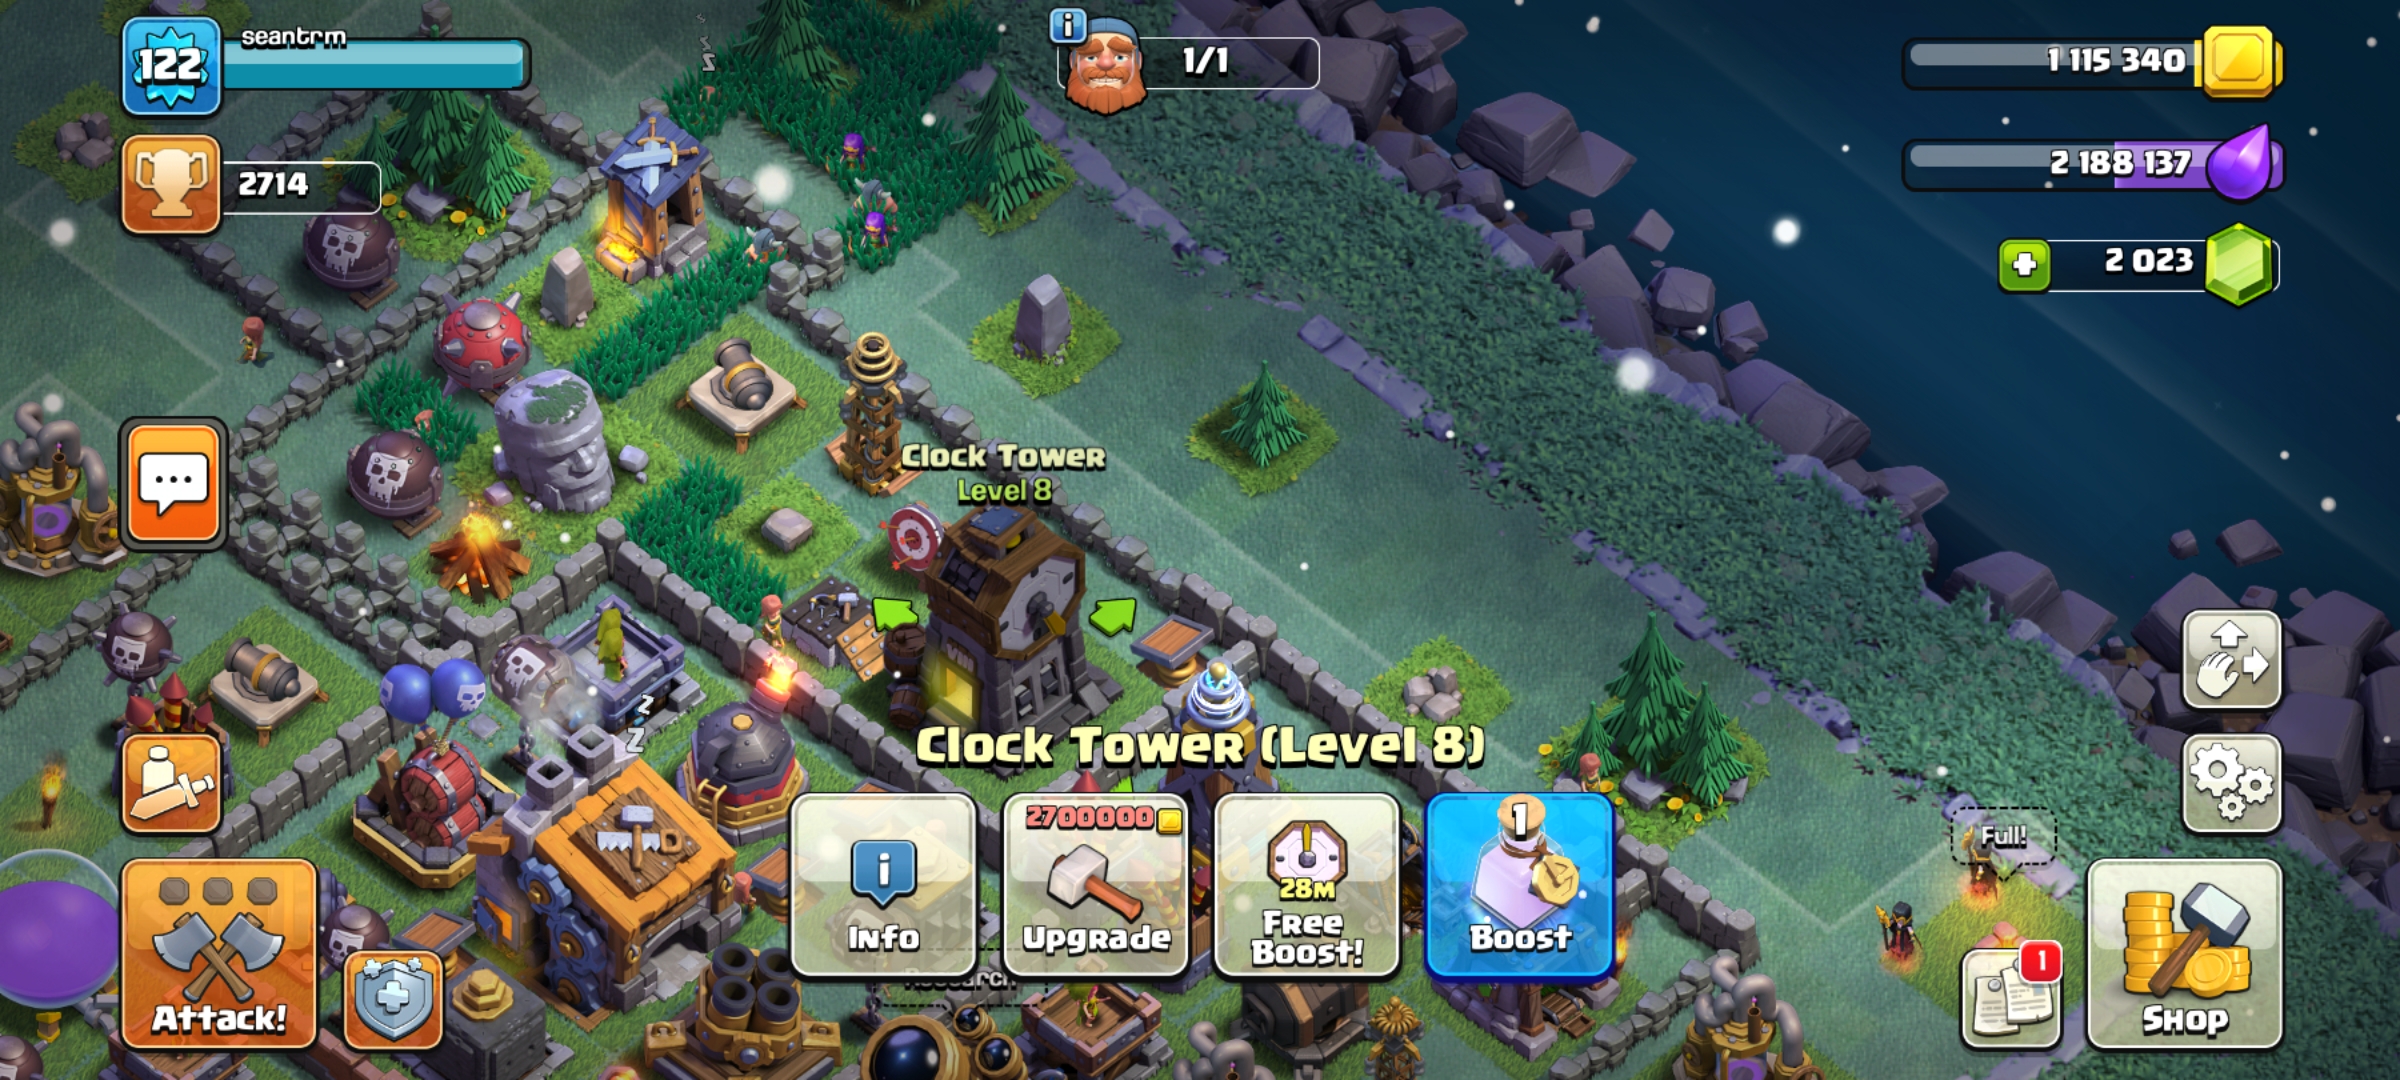 122
seantrm
1/1
1 115 340
2714
2 188 137
2 023
Clock Tower
Level 8
Z
Z
Clock Tower (Level 8)
1
2700000
28M
Info
Upgrade
Free
Boost!
Boost
Full!
1
Attack!
Shop